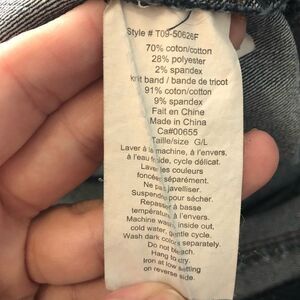 Style # T09-50626F
70% coton/cotton
28% polyester
2% spandex
knit band / bande de tricot
91% coton/cotton
9% spandex
Fait en Chine
Made in China
Ca#00655
Taille/size G/L
Laver à la machine, à l'envers,
à l'eau froide, cycle délicat.
Laver les couleurs
foncées séparément.
Ne pas javelliser.
Suspendre pour sécher.
Repasser à basse
température à l'envers.
Machine wash inside out,
cold water, gentle cycle.
Wash dark colors separately.
Do not bleach.
Hang to dry.
Iron at low setting
on reverse side.